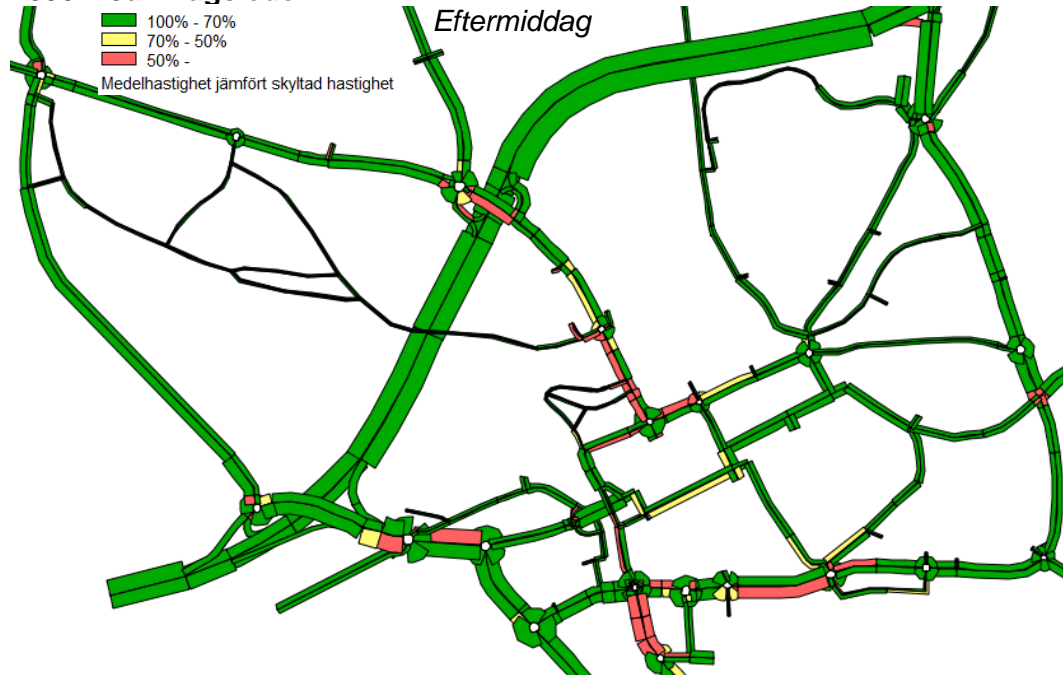 Eftermiddag
100% - 70%
70% - 50%
50% -
Medelhastighet jämfört skyltad hastighet